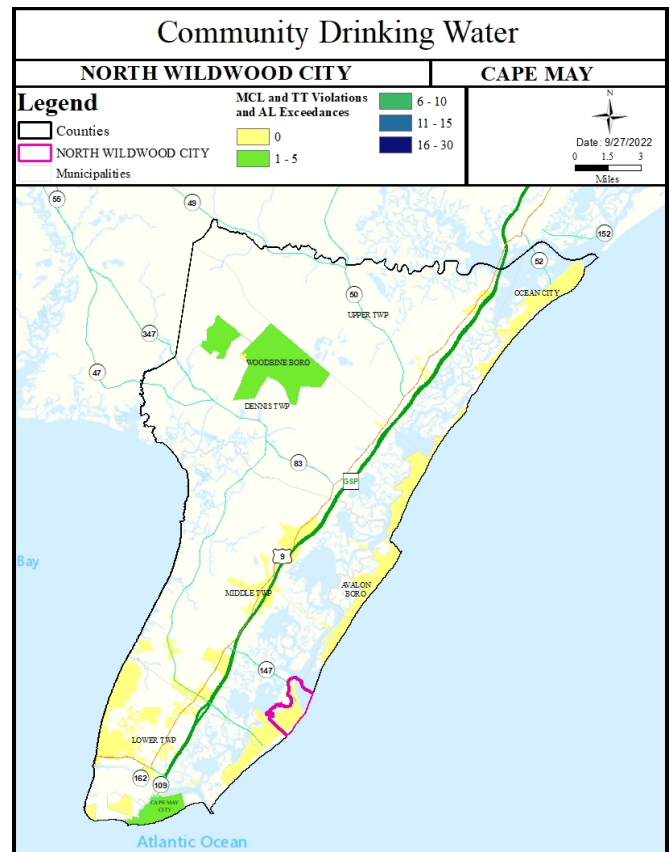 Community Drinking Water
NORTH WILDWOOD CITY
CAPE MAY
Legend
Counties
NORTH WILDWOOD CITY
Municipalities
MCL and TT Violations
and AL Exceedances
0
1 - 5
6 - 10
11 - 15
16 - 30
N
Date: 9/27/2022
0 1.5 3
Miles
55
49
152
52
OCEAN CITY
50
UPPER TWP
347
WOODBINE BORO
47
DENNIS TWP
83
GSP
9
Bay
MIDDLE TWP
AVALON
BORO
147
LOWER TWP
162
109
CAPE MAY
CITY
Atlantic Ocean